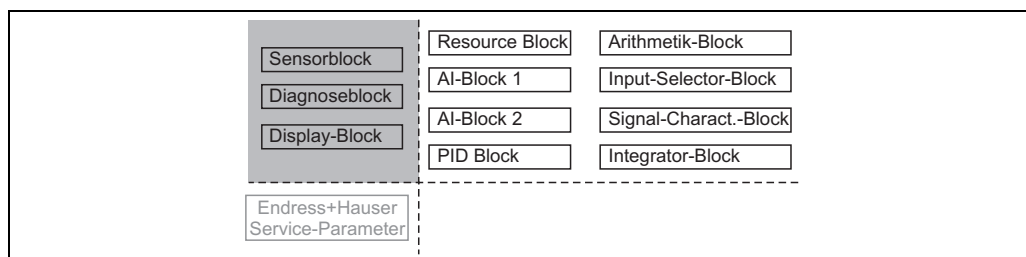 Sensorblock
Diagnoseblock
Display-Block
Resource Block
AI-Block 1
AI-Block 2
PID Block
Arithmetik-Block
Input-Selector-Block
Signal-Charact.-Block
Integrator-Block
Endress+Hauser
Service-Parameter